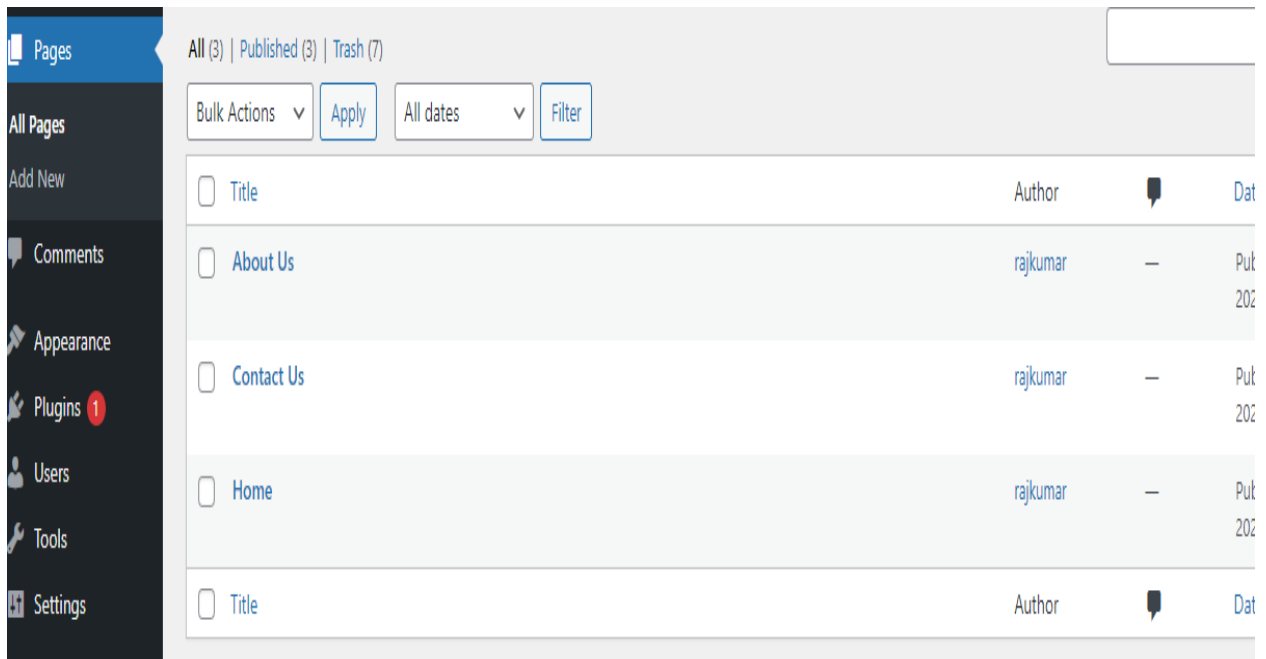 Pages
All Pages
Add New
Comments
Appearance
Plugins 1
Users
Tools
Settings
All (3) | Published (3) | Trash (7)
Bulk Actions Apply All dates Filter
Title Author
About Us rajkumar —
Contact Us rajkumar —
Home rajkumar —
Title Author